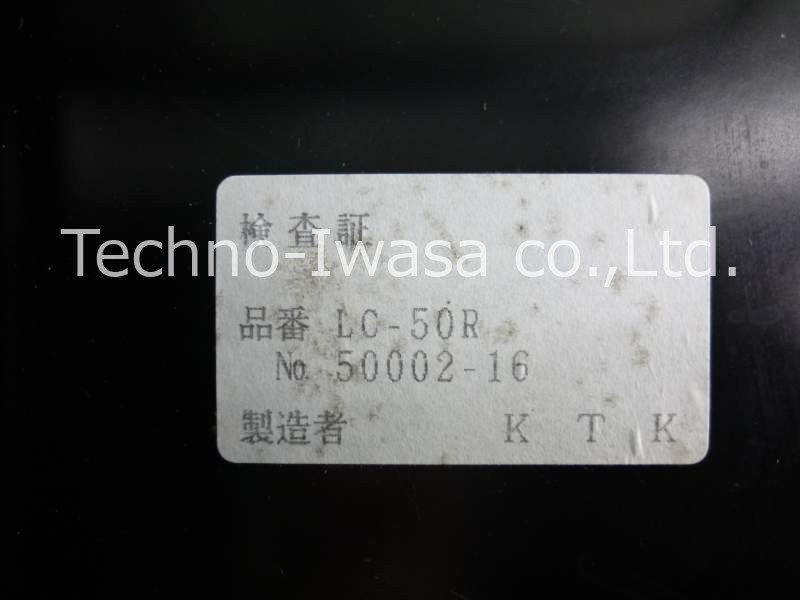 検査証
Techno-Iwasa co.,Ltd.
品番 LC-50R
№ 50002-16
製造者 K T K